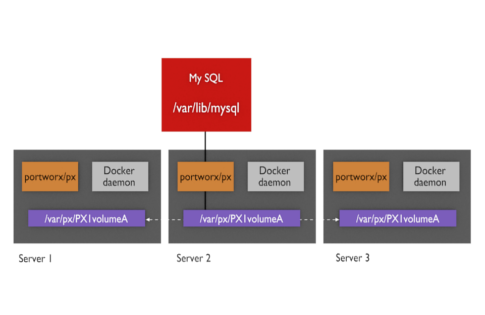 My SQL
/var/lib/mysql
portworx/px
Docker
daemon
portworx/px
Docker
daemon
portworx/px
Docker
daemon
/var/px/PX1volumeA
/var/px/PX1volumeA
/var/px/PX1volumeA
Server 1
Server 2
Server 3